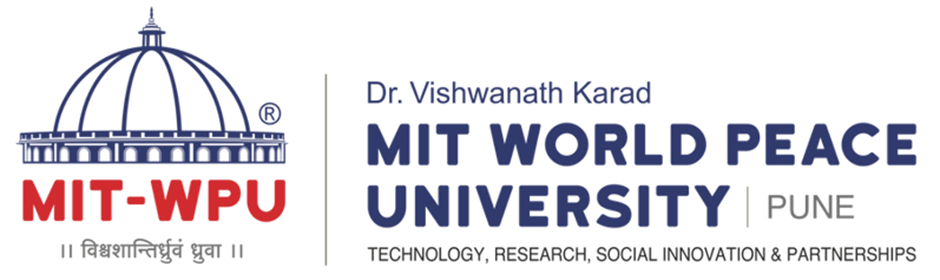 ®
MIT-WPU
॥ विश्वशान्तिर्ध्रुवं ध्रुवा ॥
Dr. Vishwanath Karad
MIT WORLD PEACE
UNIVERSITY | PUNE
TECHNOLOGY, RESEARCH, SOCIAL INNOVATION & PARTNERSHIPS